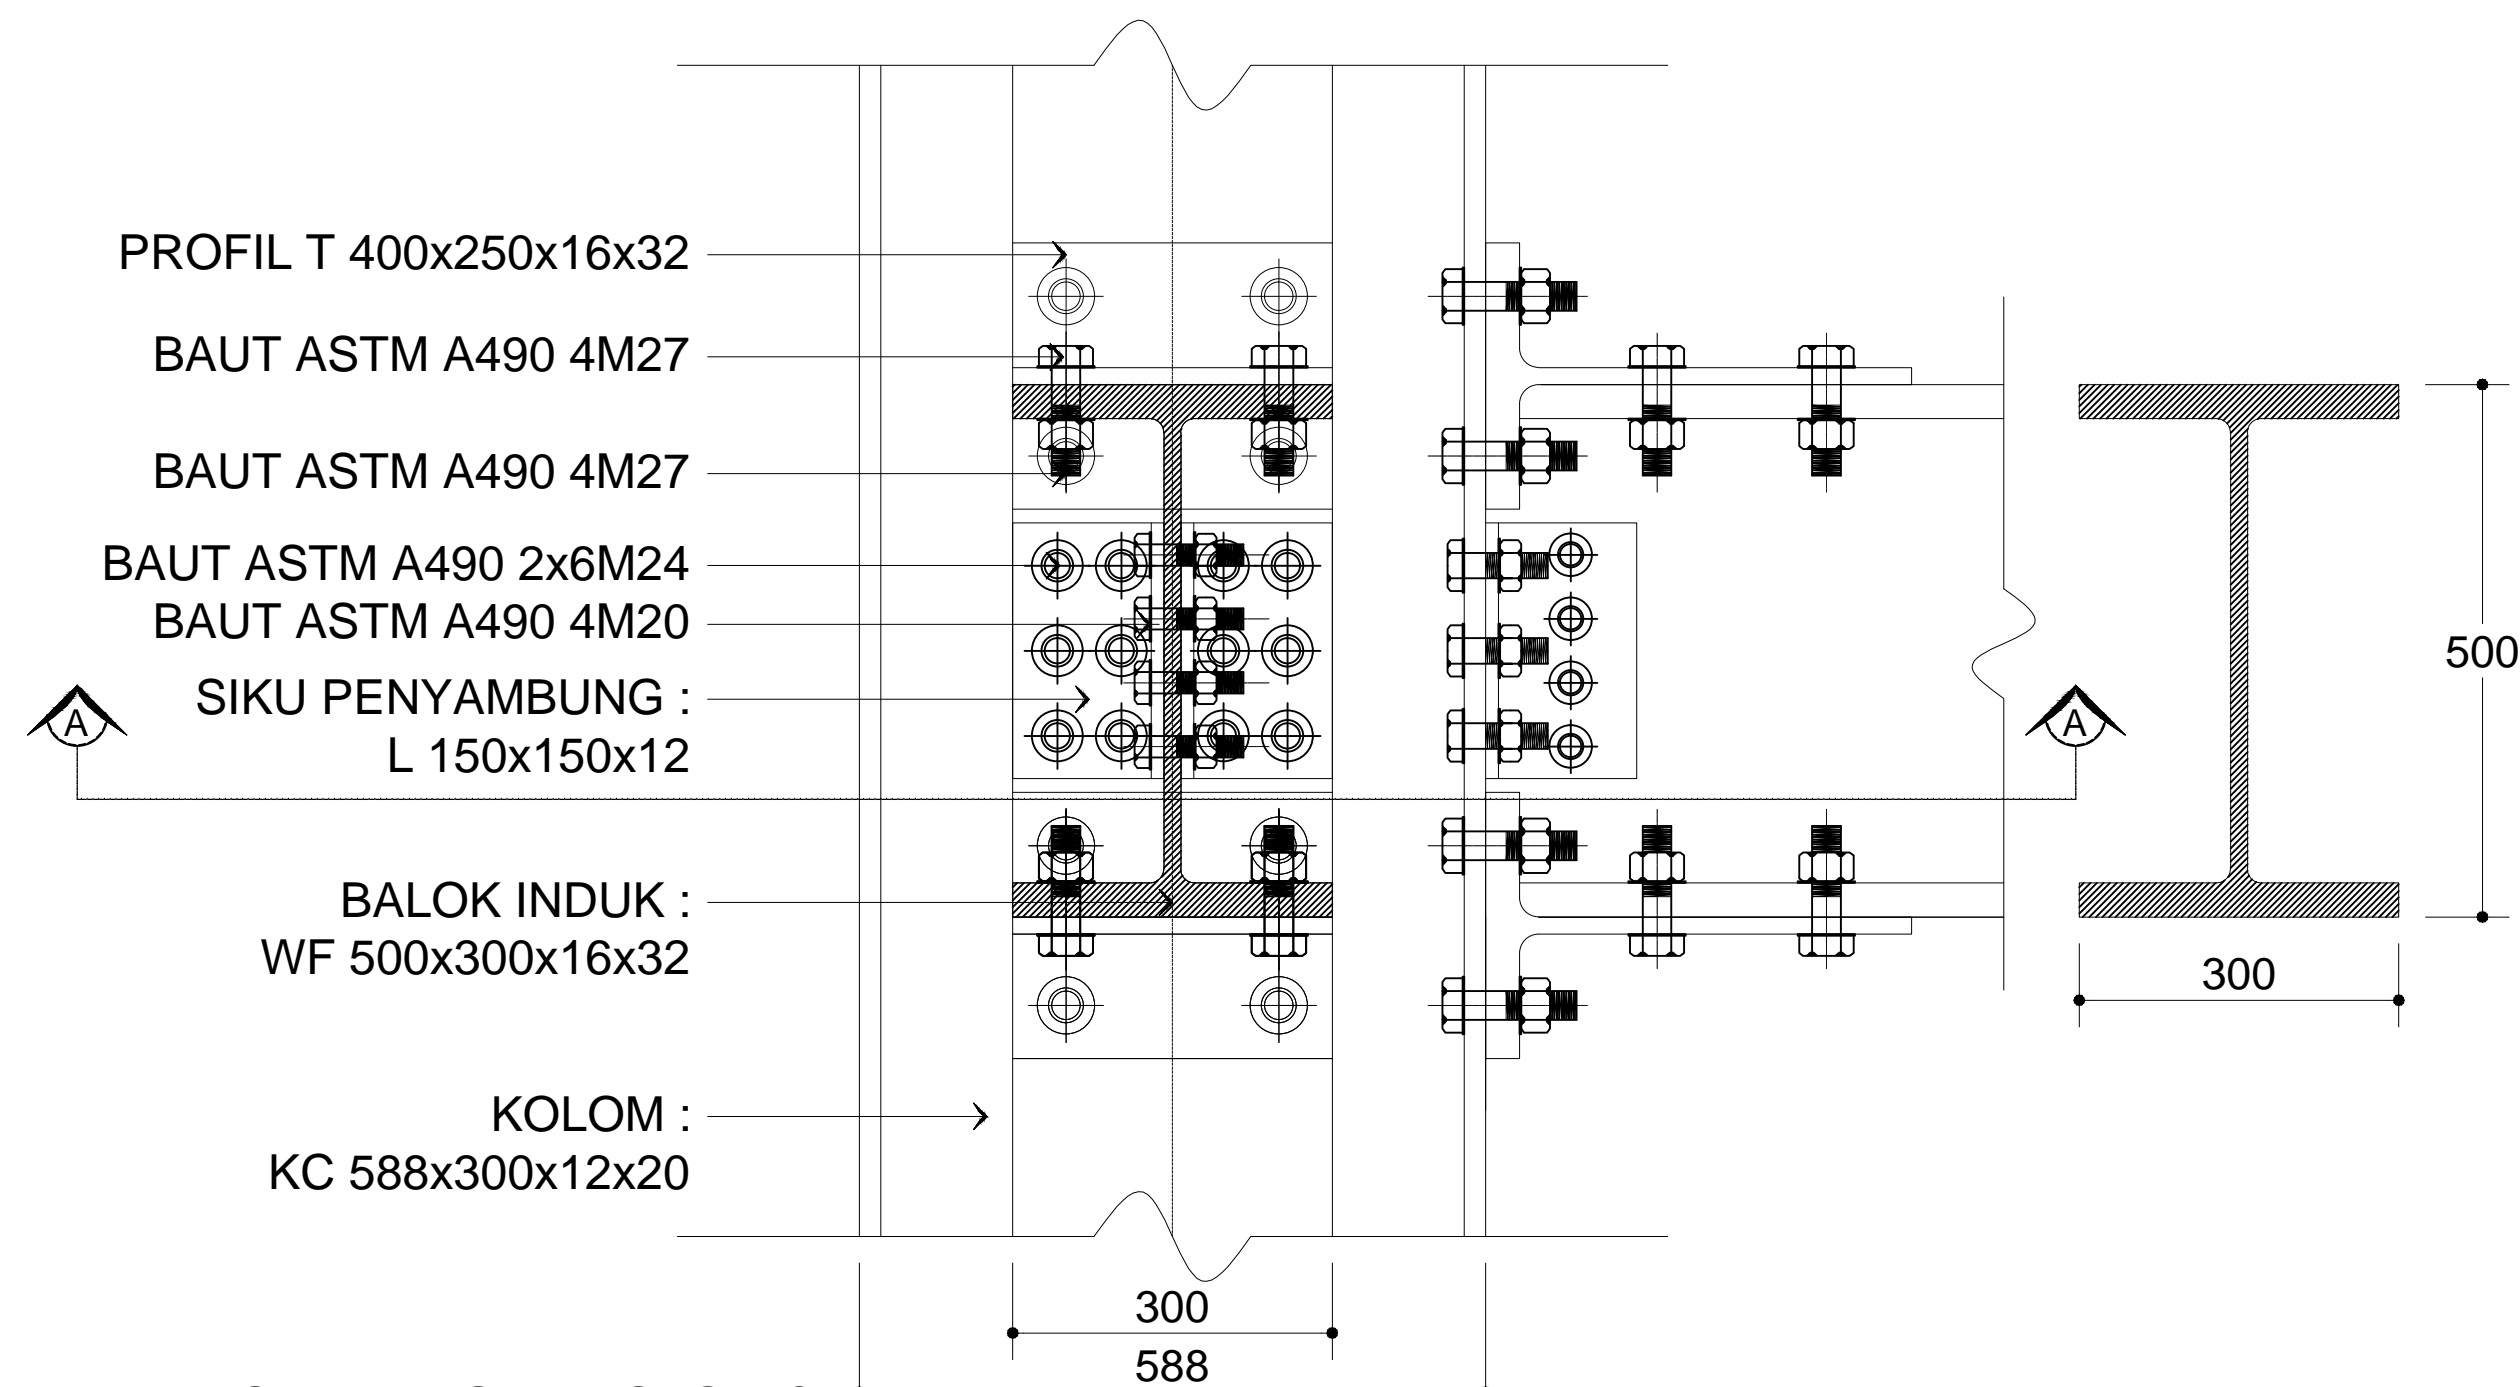 PROFIL T 400x250x16x32
BAUT ASTM A490 4M27
BAUT ASTM A490 4M27
BAUT ASTM A490 2x6M24
BAUT ASTM A490 4M20
SIKU PENYAMBUNG :
L 150x150x12
A
A
500
BALOK INDUK :
WF 500x300x16x32
300
KOLOM :
KC 588x300x12x20
300
588